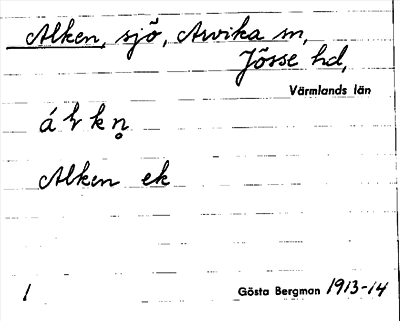 Alken, sjö, Arvika sn,
Jösse hd,
Värmlands län
á ɫ k n̥
Alken ek
1 Gösta Bergman 1913-14